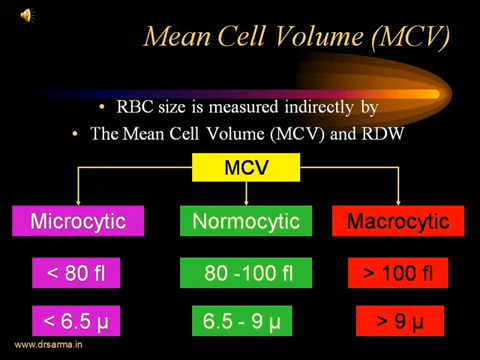 Mean Cell Volume (MCV)
• RBC size is measured indirectly by
• The Mean Cell Volume (MCV) and RDW
MCV
Microcytic Normocytic Macrocytic
< 80 fl 80 -100 fl > 100 fl
< 6.5 µ 6.5 - 9 µ > 9 µ
www.drsarma.in